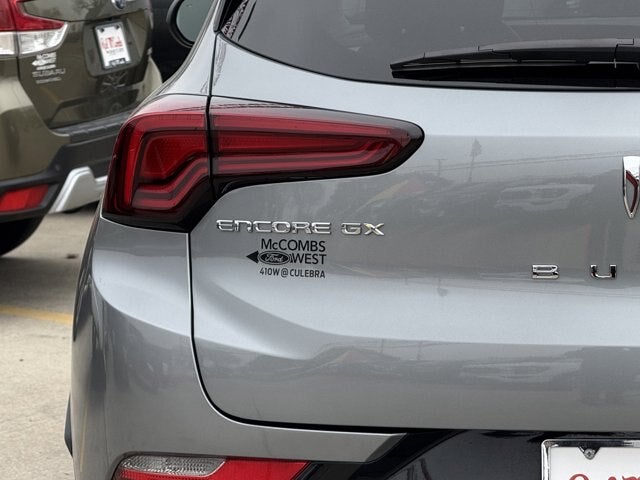 ENCORE GX
McCOMBS
Ford WEST
410W @ CULEBRA
B U